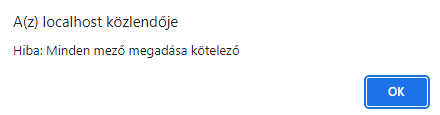 A(z) localhost közlendője
Hiba: Minden mező megadása kötelező
OK